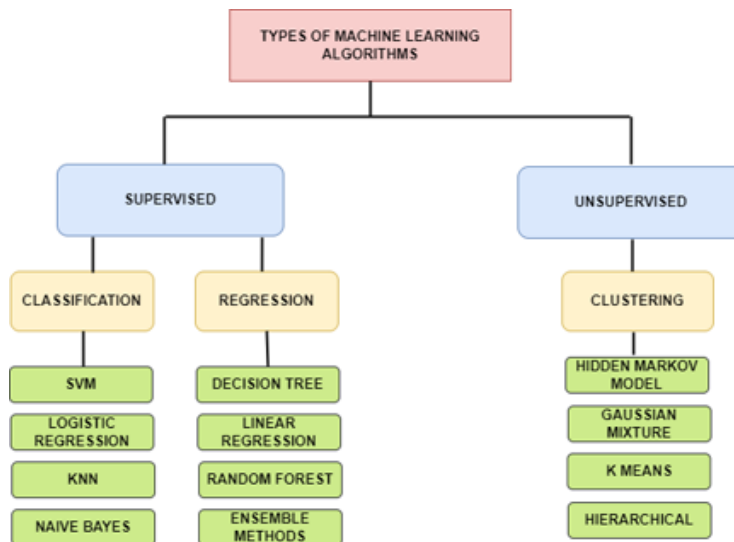 TYPES OF MACHINE LEARNING
ALGORITHMS
SUPERVISED
UNSUPERVISED
CLASSIFICATION
REGRESSION
CLUSTERING
SVM
LOGISTIC
REGRESSION
KNN
NAIVE BAYES
DECISION TREE
LINEAR
REGRESSION
RANDOM FOREST
ENSEMBLE
METHODS
HIDDEN MARKOV
MODEL
GAUSSIAN
MIXTURE
K MEANS
HIERARCHICAL